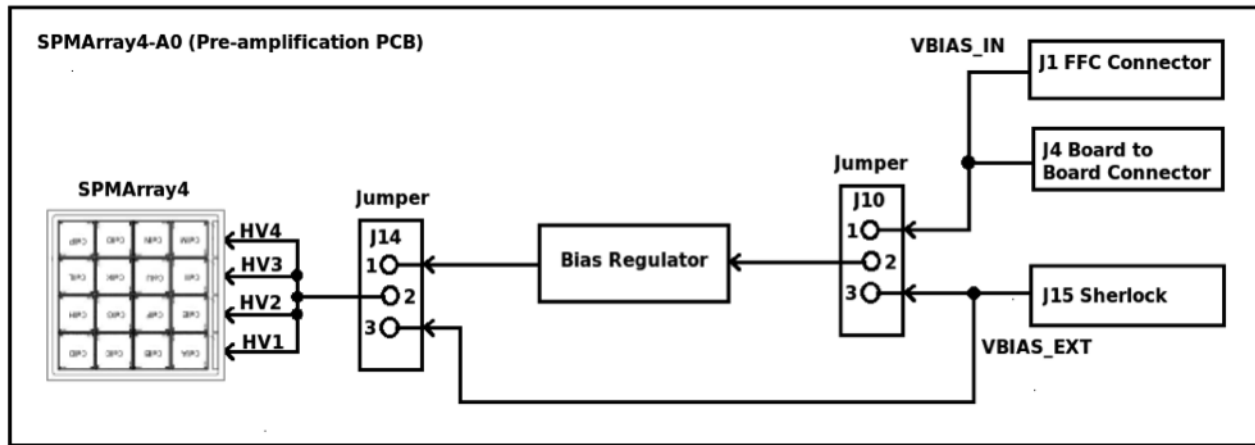 SPMArray4-A0 (Pre-amplification PCB)
VBIAS_IN
J1 FFC Connector
J4 Board to
Board Connector
Jumper
J10
1
2
3
J15 Sherlock
VBIAS_EXT
Bias Regulator
Jumper
J14
1
2
3
SPMArray4
HV4
HV3
HV2
HV1